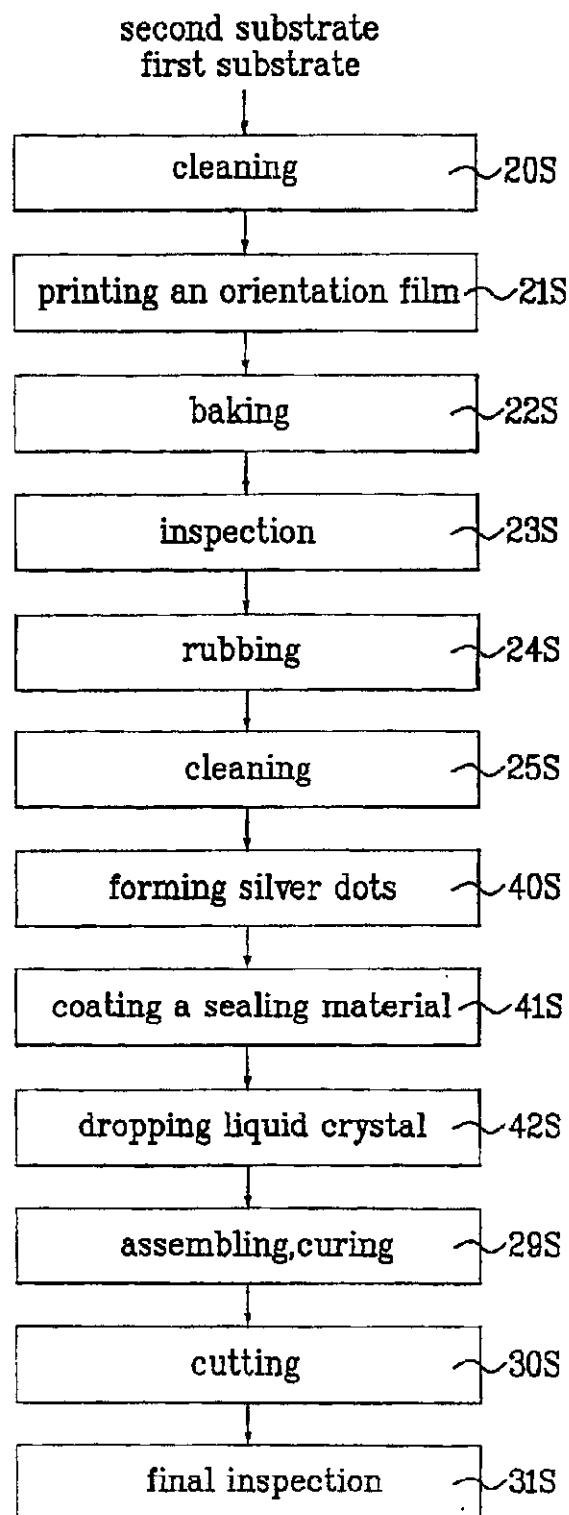 second substrate
first substrate
cleaning 20S
printing an orientation film 21S
baking 22S
inspection 23S
rubbing 24S
cleaning 25S
forming silver dots 40S
coating a sealing material 41S
dropping liquid crystal 42S
assembling,curing 29S
cutting 30S
final inspection 31S